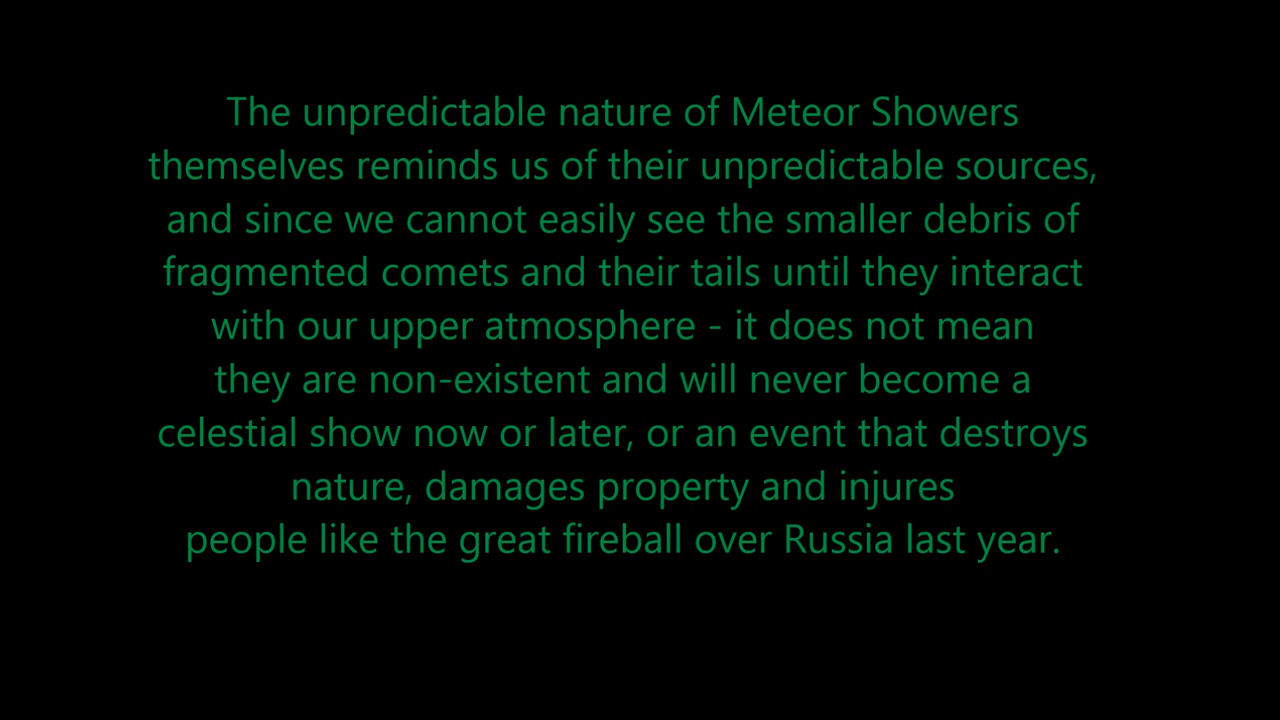 The unpredictable nature of Meteor Showers
themselves reminds us of their unpredictable sources,
and since we cannot easily see the smaller debris of
fragmented comets and their tails until they interact
with our upper atmosphere - it does not mean
they are non-existent and will never become a
celestial show now or later, or an event that destroys
nature, damages property and injures
people like the great fireball over Russia last year.